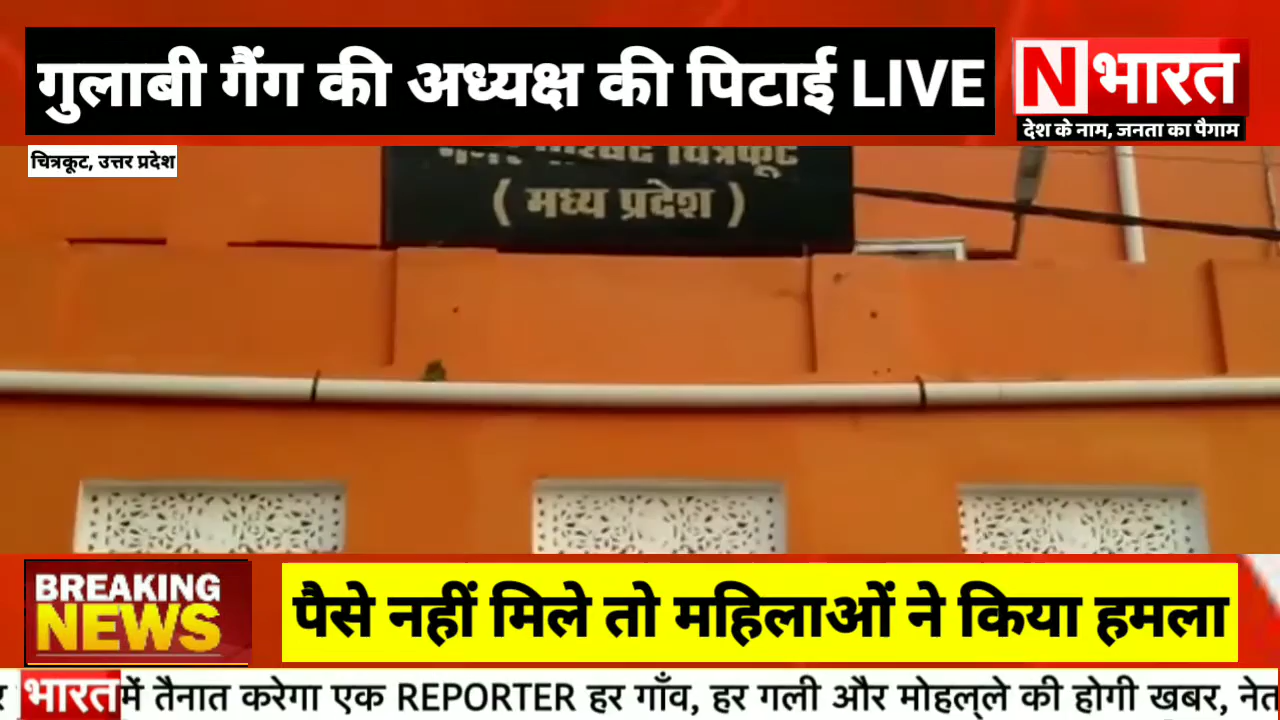 गुलाबी गैंग की अध्यक्ष की पिटाई LIVE
N भारत
देश के नाम, जनता का पैगाम
चित्रकूट, उत्तर प्रदेश
चित्रकूट
( मध्य प्रदेश )
BREAKING
NEWS
पैसे नहीं मिले तो महिलाओं ने किया हमला
भारत में तैनात करेगा एक REPORTER हर गाँव, हर गली और मोहल्ले की होगी खबर,